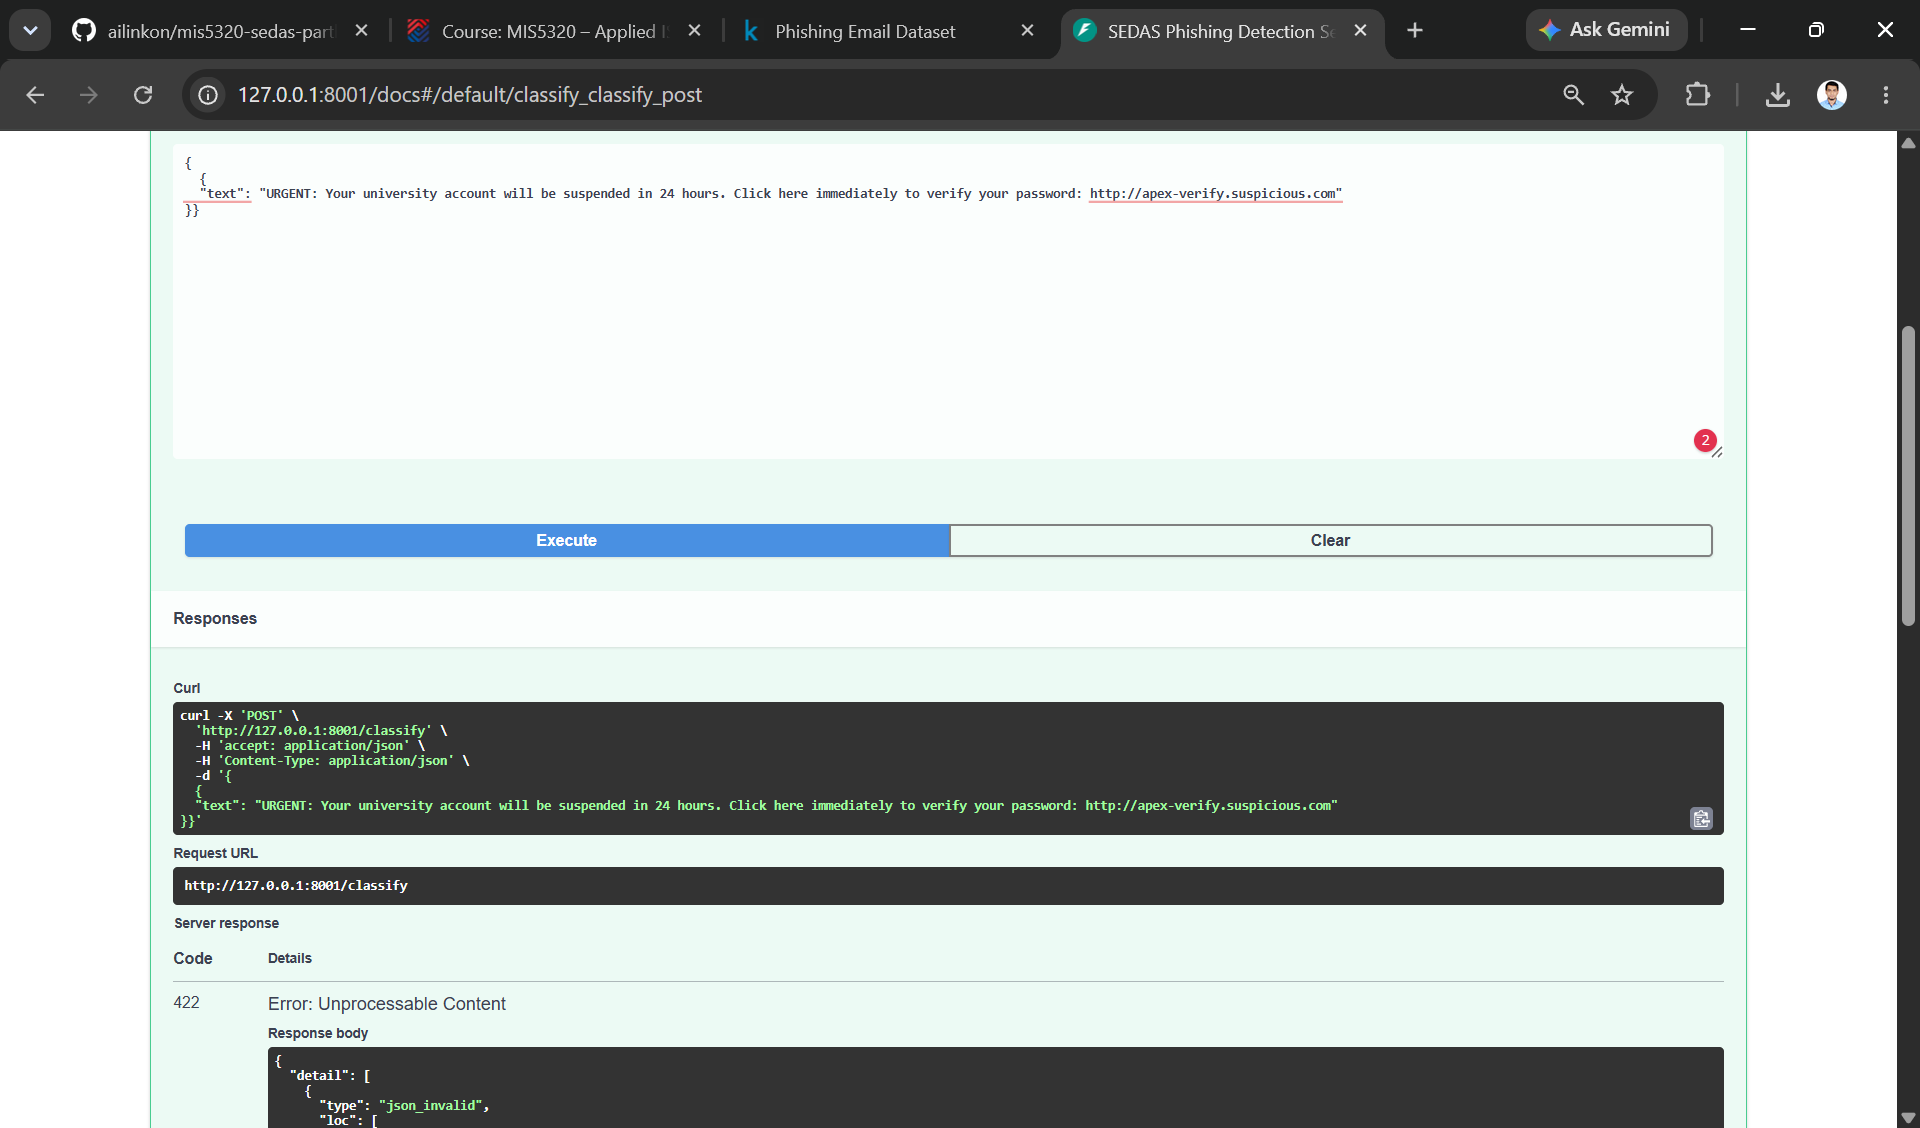 ailinkon/mis5320-sedas-part
Course: MIS5320 – Applied I
Phishing Email Dataset
SEDAS Phishing Detection Se
Ask Gemini
127.0.0.1:8001/docs#/default/classify_classify_post
{
{
"text": "URGENT: Your university account will be suspended in 24 hours. Click here immediately to verify your password: http://apex-verify.suspicious.com"
}}
2
Execute
Clear
Responses
Curl
curl -X 'POST' \
'http://127.0.0.1:8001/classify' \
-H 'accept: application/json' \
-H 'Content-Type: application/json' \
-d '{
{
"text": "URGENT: Your university account will be suspended in 24 hours. Click here immediately to verify your password: http://apex-verify.suspicious.com"
}}'
Request URL
http://127.0.0.1:8001/classify
Server response
Code
Details
422
Error: Unprocessable Content
Response body
{
"detail": [
{
"type": "json_invalid",
"loc": [